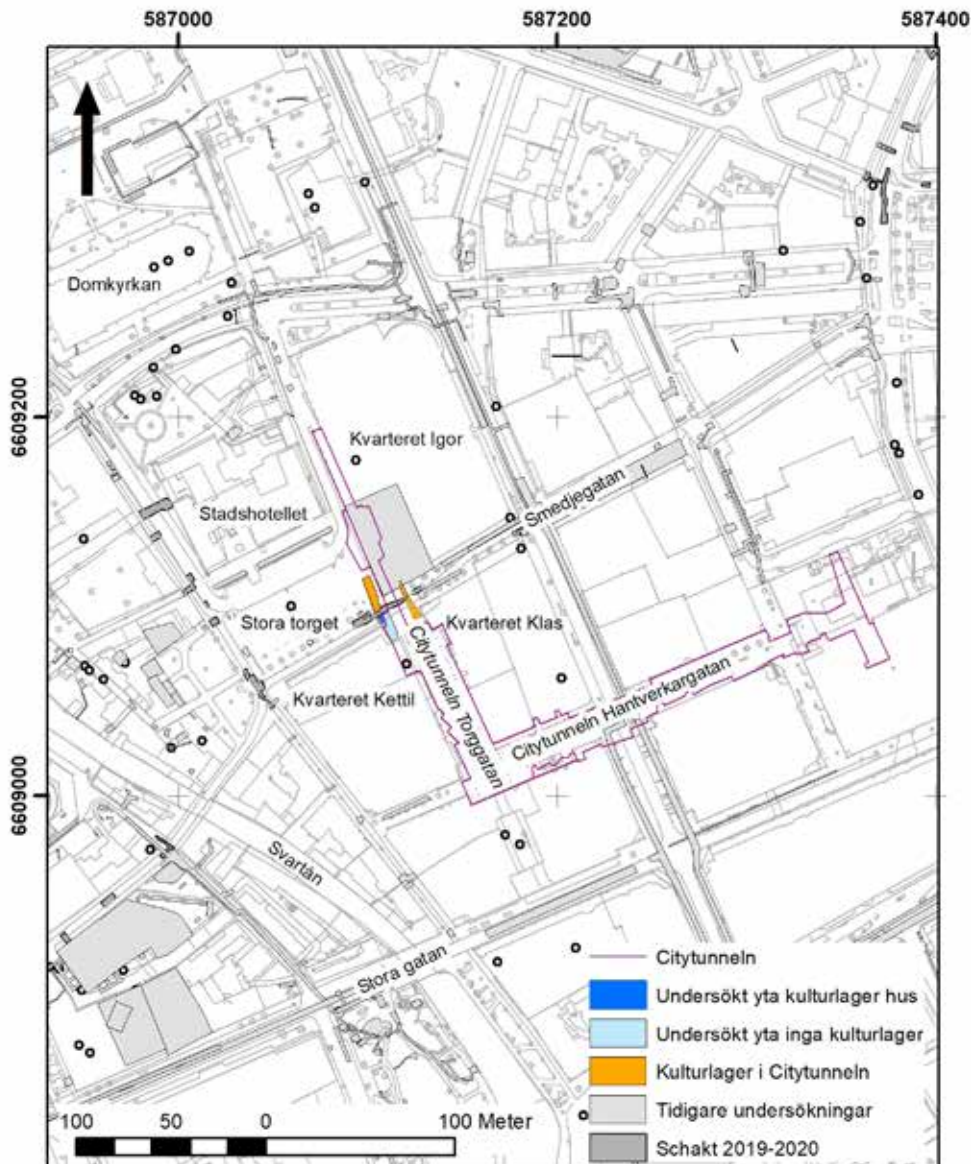 587000
587200
587400
Domkyrkan
6609200
Kvarteret Igor
Smedjegatan
Stadshotellet
Stora torget
Kvarteret Klas
Citytunneln Torggatan
Kvarteret Kettil
Citytunneln Hantverkargatan
6609000
Svartån
Stora gatan
Citytunneln
Undersökt yta kulturlager hus
Undersökt yta inga kulturlager
Kulturlager i Citytunneln
Tidigare undersökningar
Schakt 2019-2020
100 50 0 100 Meter